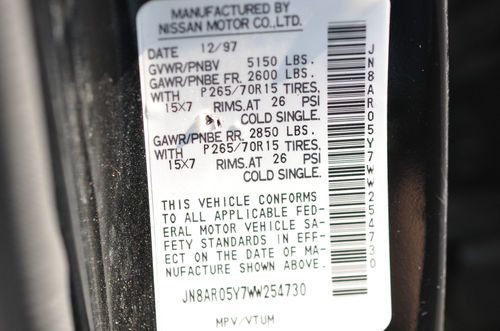 MANUFACTURED BY
NISSAN MOTOR CO.,LTD.
DATE 12/97
GVWR/PNBV 5150 LBS.
GAWR/PNBE FR. 2600 LBS.
WITH P265/70R15 TIRES,
15X7 RIMS.AT 26 PSI
COLD SINGLE.
GAWR/PNBE RR. 2850 LBS.
WITH P265/70R15 TIRES,
15X7 RIMS.AT 26 PSI
COLD SINGLE.
THIS VEHICLE CONFORMS
TO ALL APPLICABLE FED-
ERAL MOTOR VEHICLE SA-
FETY STANDARDS IN EFF-
ECT ON THE DATE OF MA-
NUFACTURE SHOWN ABOVE.
JN8AR05Y7WW254730
MPV/VTUM
JN8AR05Y7WW254730